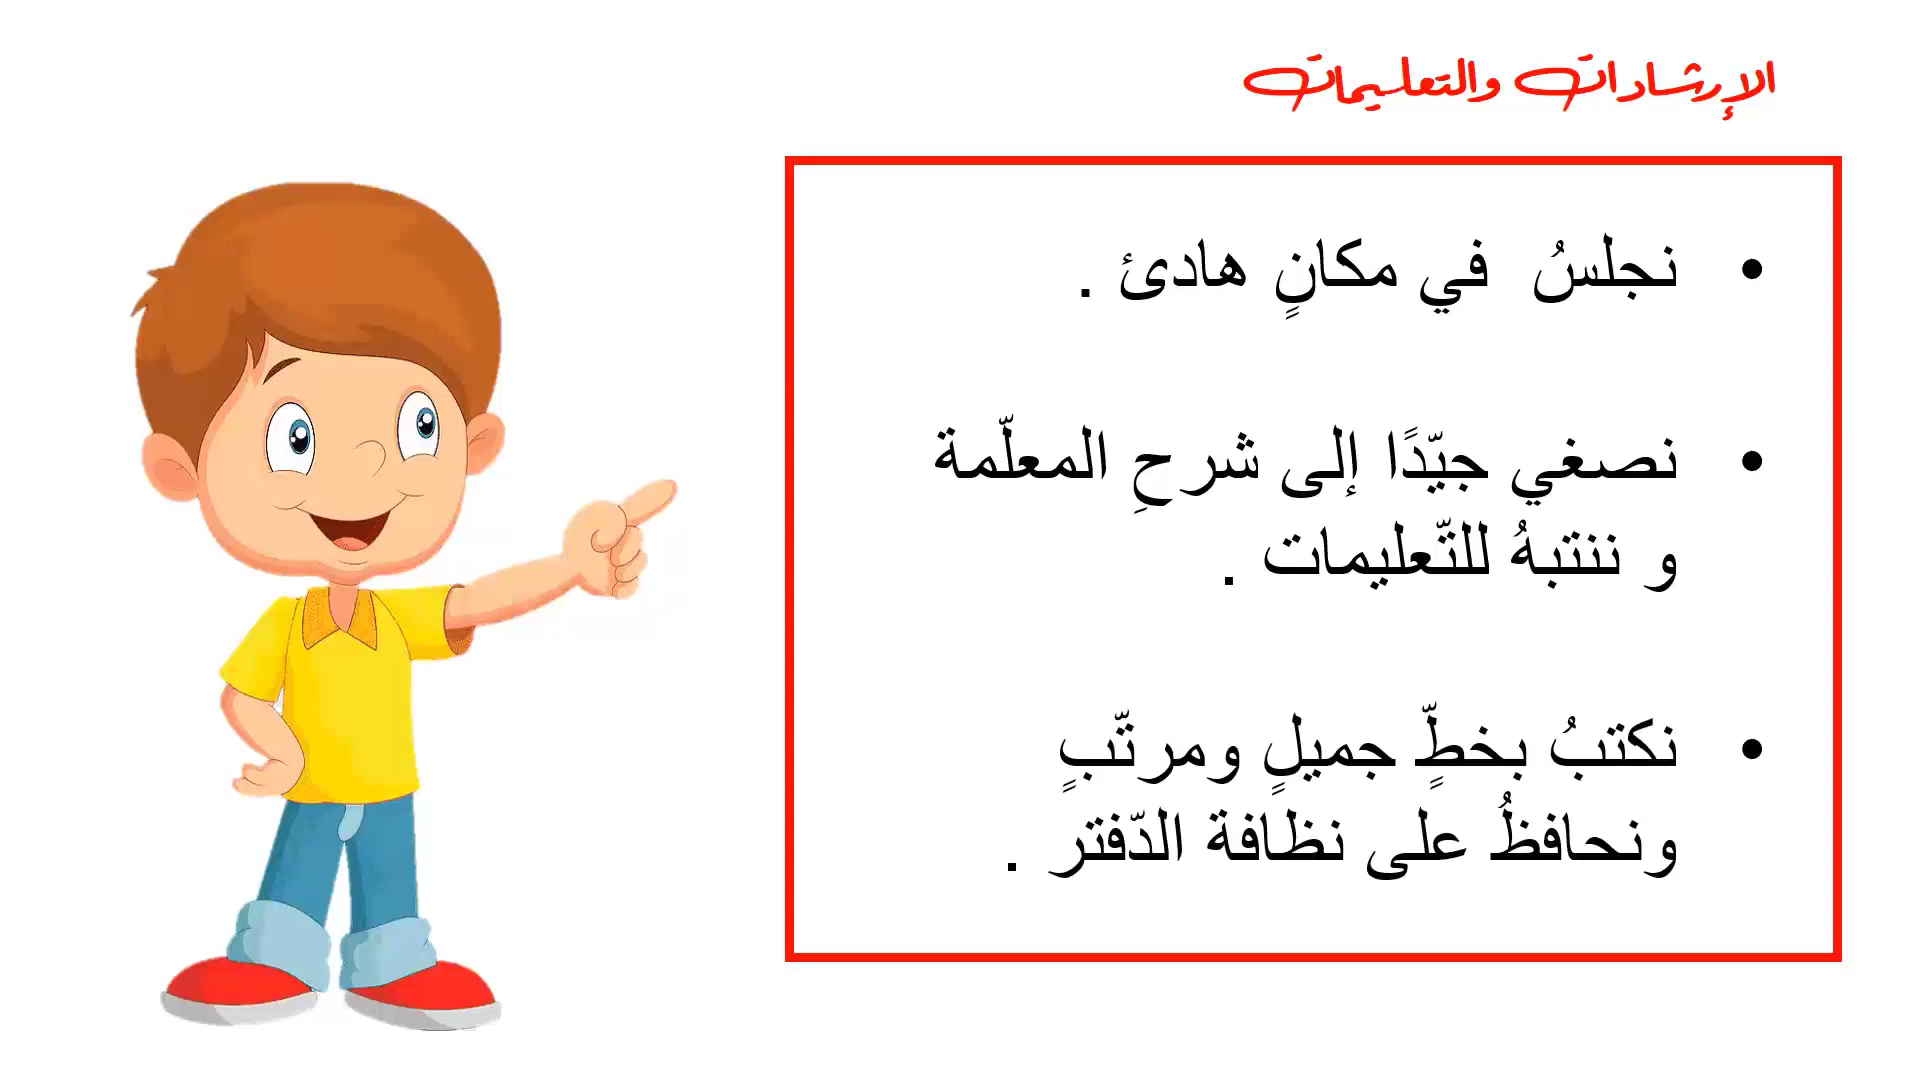 الإرشادات والتعليمات
• نجلسُ في مكانٍ هادئ .
• نصغي جيّدًا إلى شرحِ المعلّمة
و ننتبهُ للتّعليمات .
• نكتبُ بخطٍّ جميلٍ ومرتّبٍ
ونحافظُ على نظافة الدّفتر .